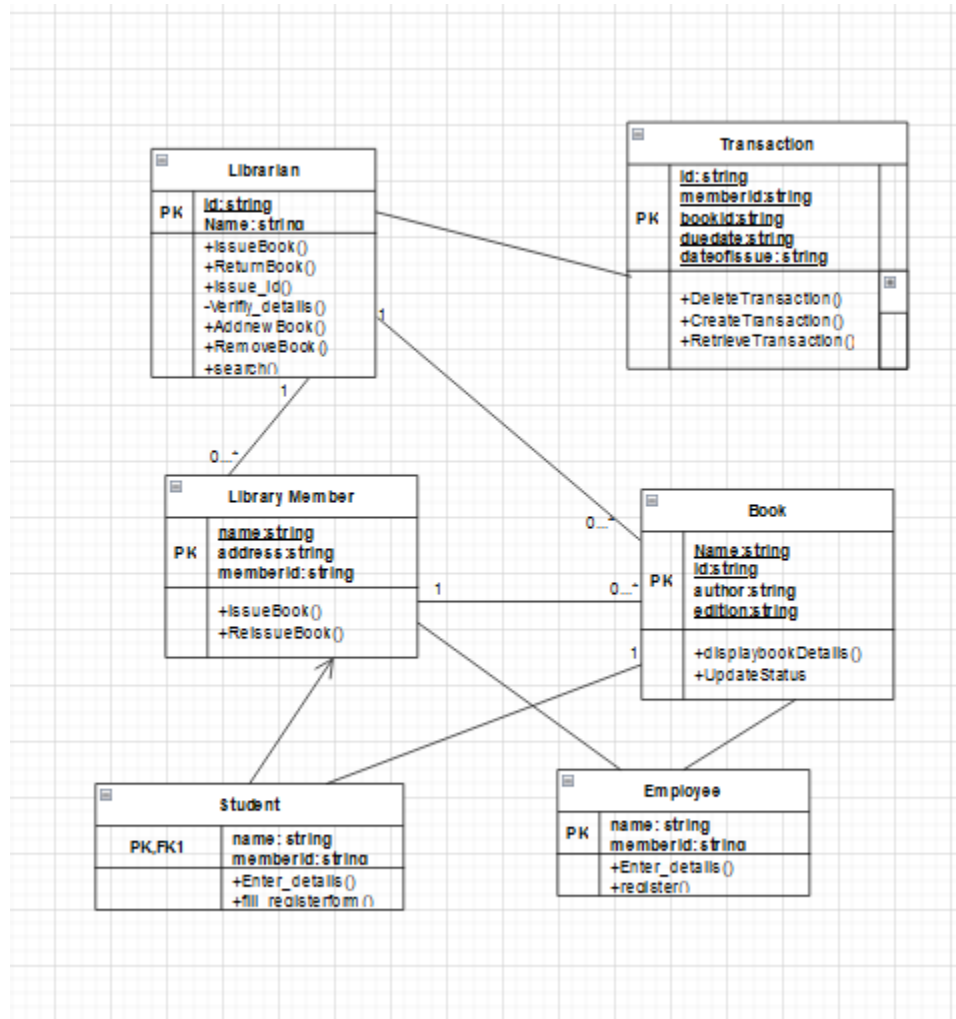 Librarian
PK
id:string
Name:string
+IssueBook()
+ReturnBook()
+Issue_id()
-Verifiy_details()
+AddnewBook()
+RemoveBook()
+search()
Transaction
PK
id:string
memberid:string
bookid:string
duedate:string
dateofissue:string
+DeleteTransaction()
+CreateTransaction()
+RetrieveTransaction()
1
1
0...*
0...*
Library Member
PK
name:string
address:string
memberid:string
+IssueBook()
+ReissueBook()
1
0...*
Book
PK
Name:string
id:string
author:string
edition:string
+displaybookDetails()
+UpdateStatus
1
Student
PK,FK1
name: string
memberid: string
+Enter_details()
+fill_registerform()
Employee
PK
name: string
memberid: string
+Enter_details()
+register()